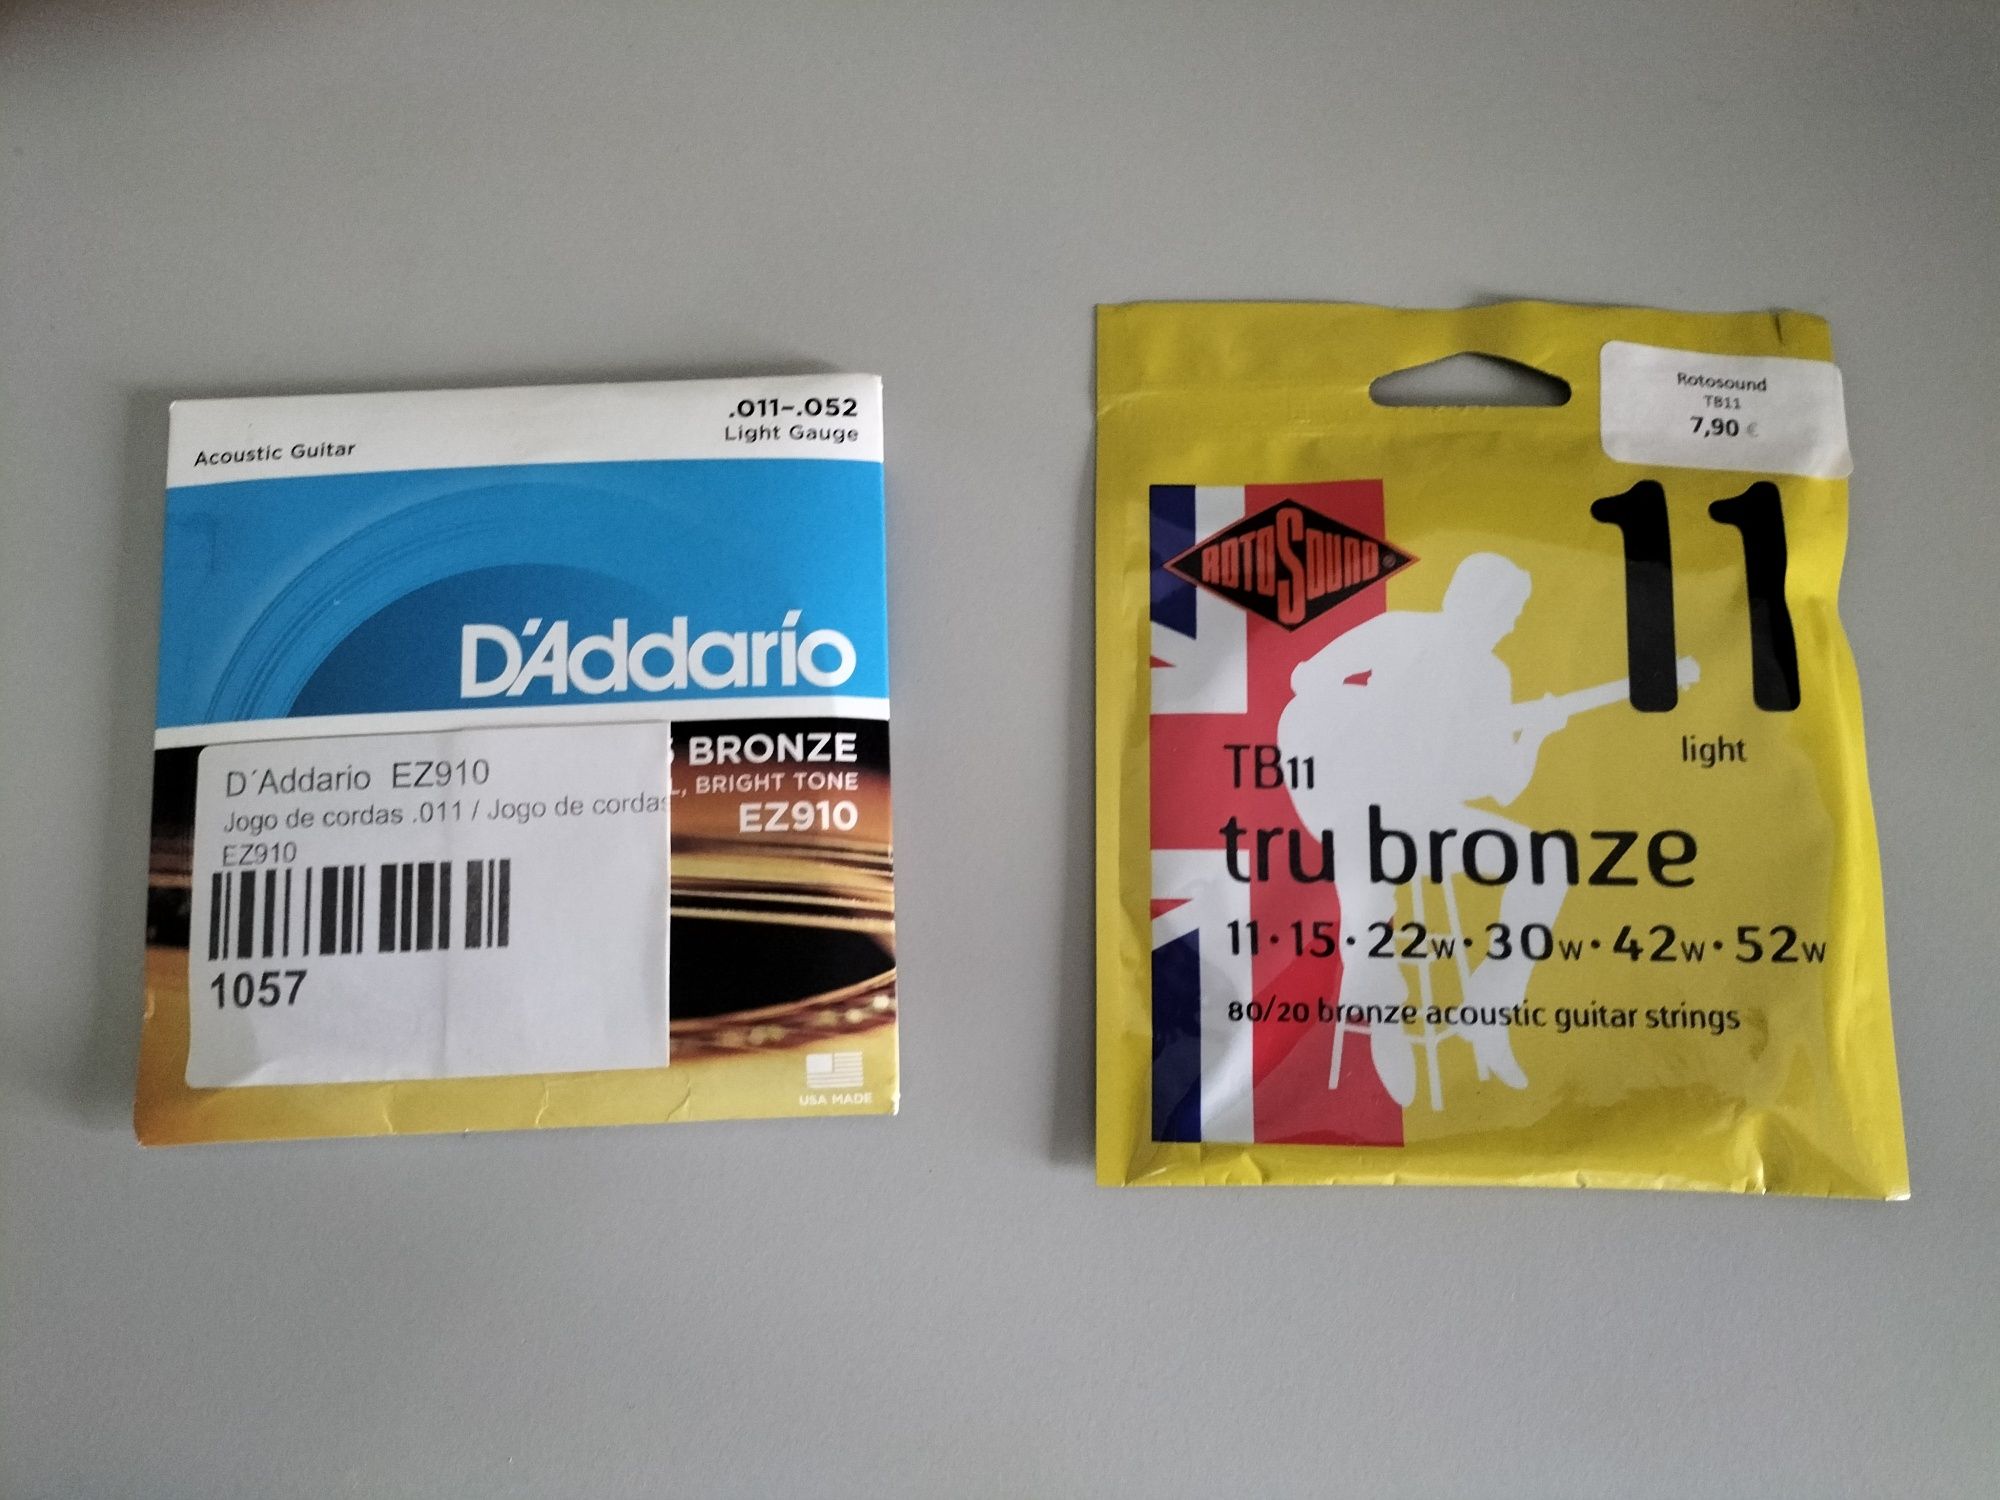 .011–.052
Light Gauge
Acoustic Guitar
D'Addario
BRONZE
BRIGHT TONE
EZ910
D´Addario EZ910
Jogo de cordas .011 / Jogo de cordas
EZ910
1057
USA MADE
Rotosound
TB11
7,90 €
11
ROTOSOUND
light
TB11
tru bronze
11·15·22w·30w·42w·52w
80/20 bronze acoustic guitar strings